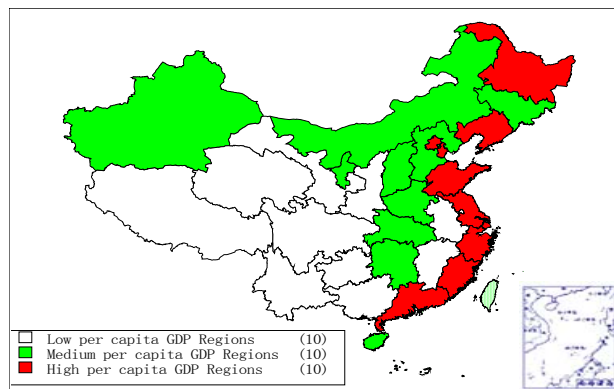 Low per capita GDP Regions (10)
Medium per capita GDP Regions (10)
High per capita GDP Regions (10)